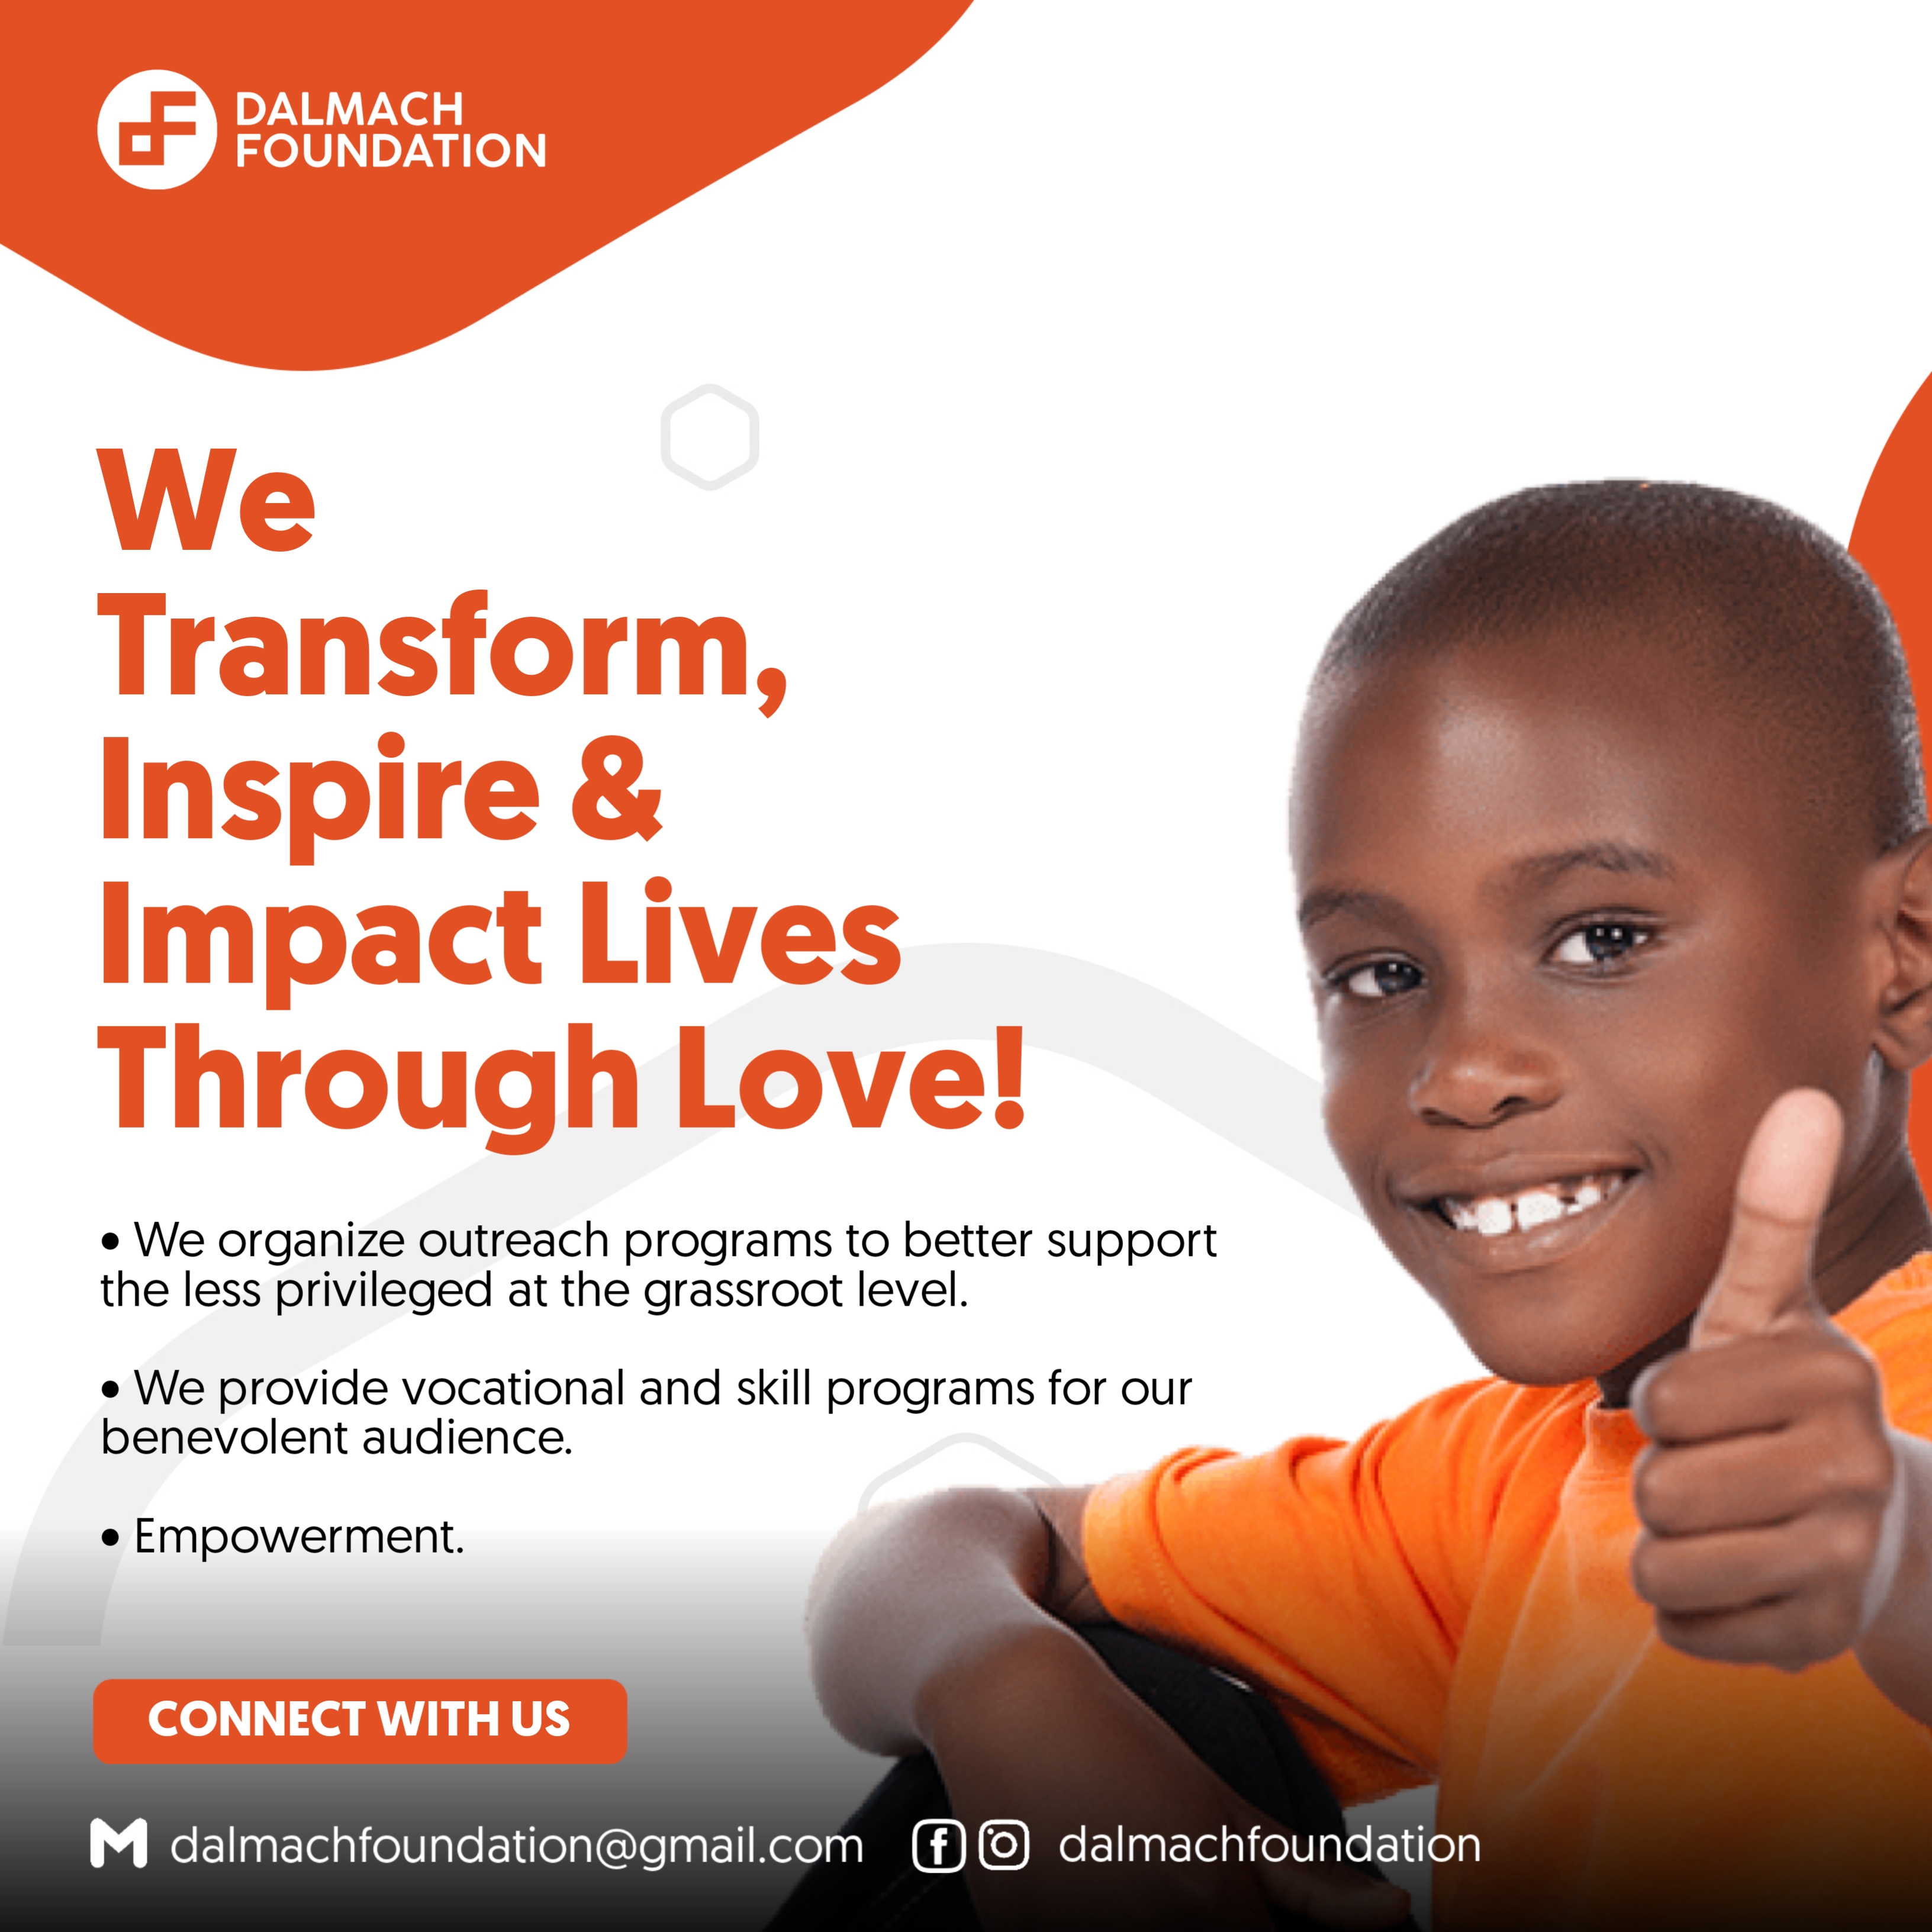 DALMACH
FOUNDATION
We
Transform,
Inspire &
Impact Lives
Through Love!
• We organize outreach programs to better support
the less privileged at the grassroot level.
• We provide vocational and skill programs for our
benevolent audience.
• Empowerment.
CONNECT WITH US
dalmachfoundation@gmail.com
dalmachfoundation